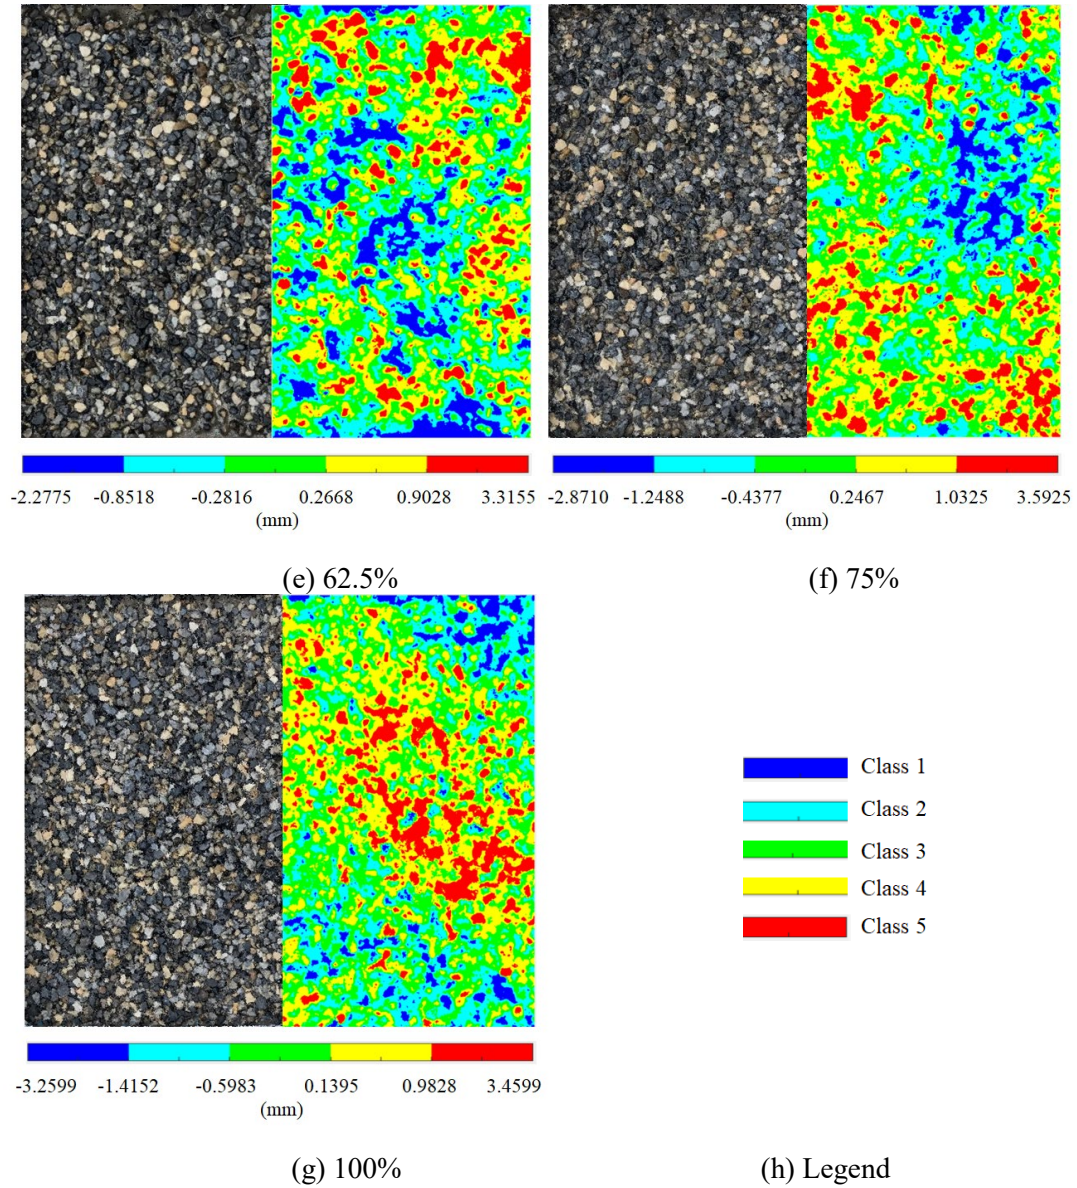 -2.2775 -0.8518 -0.2816 0.2668 0.9028 3.3155
(mm)
(e) 62.5%
-2.8710 -1.2488 -0.4377 0.2467 1.0325 3.5925
(mm)
(f) 75%
-3.2599 -1.4152 -0.5983 0.1395 0.9828 3.4599
(mm)
(g) 100%
Class 1
Class 2
Class 3
Class 4
Class 5
(h) Legend